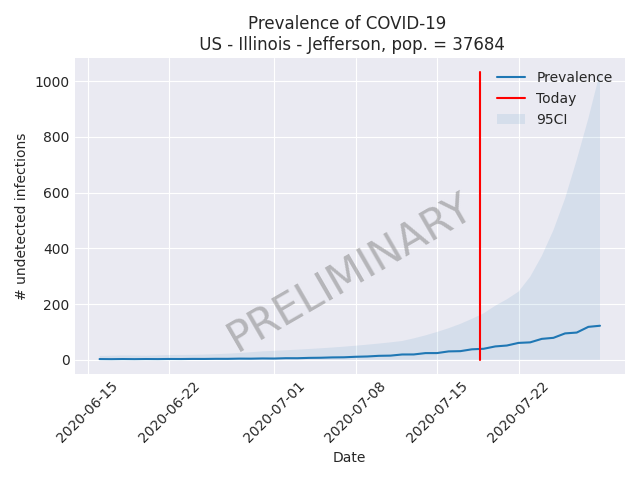 Prevalence of COVID-19
US - Illinois - Jefferson, pop. = 37684
1000
800
600
400
200
0
# undetected infections
Prevalence
Today
95CI
PRELIMINARY
2020-06-15
2020-06-22
2020-07-01
2020-07-08
2020-07-15
2020-07-22
Date